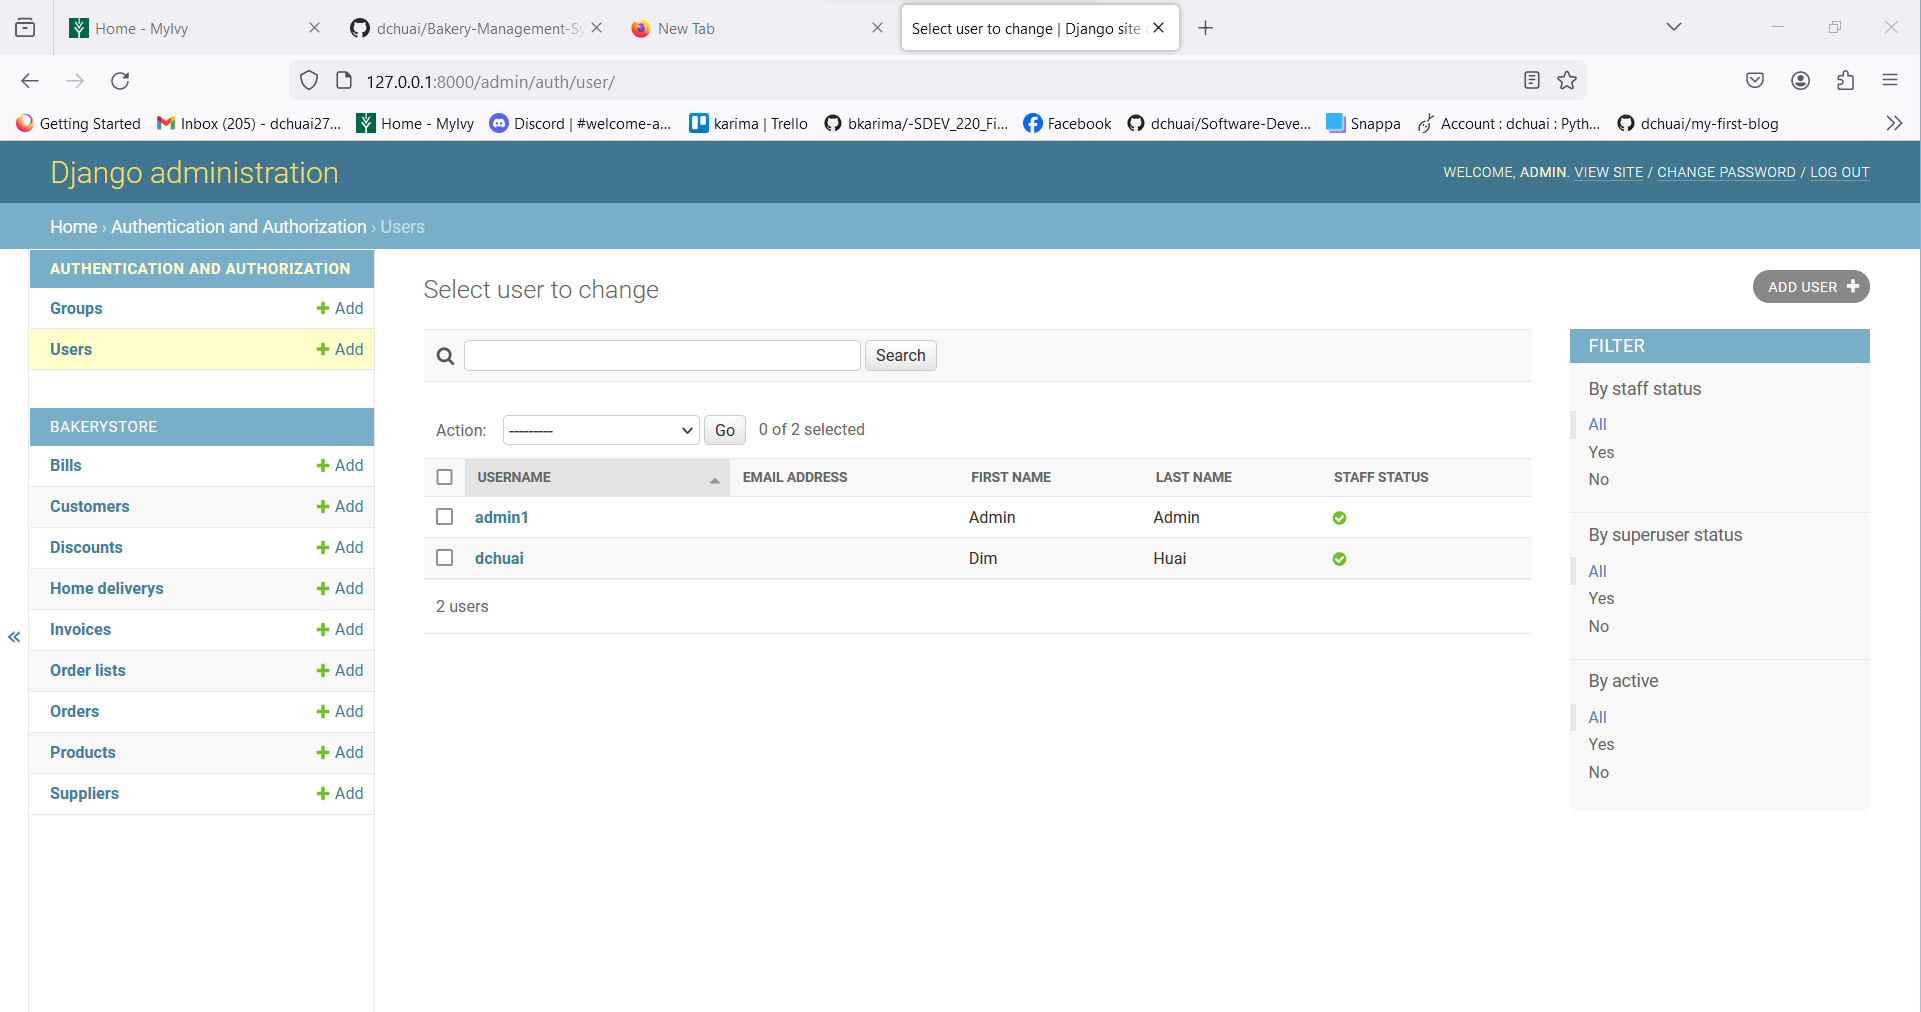 Home - MyIvy
dchuai/Bakery-Management-Sy
New Tab
Select user to change | Django site
127.0.0.1:8000/admin/auth/user/
Getting Started
Inbox (205) - dchuai27...
Home - MyIvy
Discord | #welcome-a...
karima | Trello
bkarima/-SDEV_220_Fi...
Facebook
dchuai/Software-Deve...
Snappa
Account : dchuai : Pyth...
dchuai/my-first-blog
Django administration
WELCOME, ADMIN. VIEW SITE / CHANGE PASSWORD / LOG OUT
Home › Authentication and Authorization › Users
AUTHENTICATION AND AUTHORIZATION
Groups + Add
Users + Add
BAKERYSTORE
Bills + Add
Customers + Add
Discounts + Add
Home deliverys + Add
Invoices + Add
Order lists + Add
Orders + Add
Products + Add
Suppliers + Add
«
Select user to change
ADD USER +
Search
Action: --------- Go 0 of 2 selected
USERNAME EMAIL ADDRESS FIRST NAME LAST NAME STAFF STATUS
admin1 Admin Admin
dchuai Dim Huai
2 users
FILTER
By staff status
All
Yes
No
By superuser status
All
Yes
No
By active
All
Yes
No